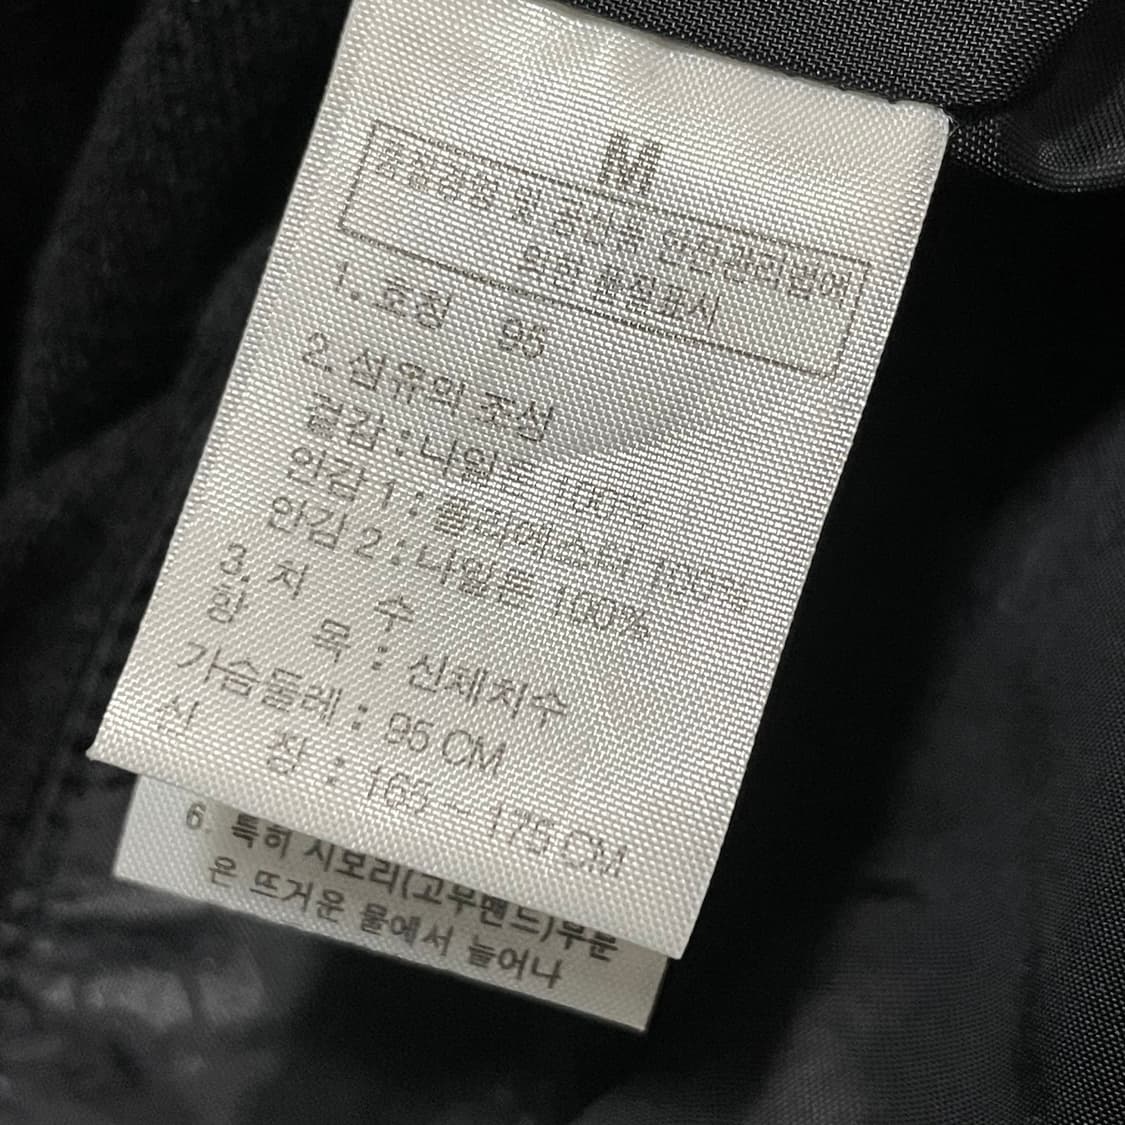 M
품질경영 및 공산품 안전관리법에
의한 품질표시
1. 호칭 95
2. 섬유의 조성
겉감 : 나일론 100%
안감 1 : 폴리에스터 100%
안감 2 : 나일론 100%
3. 치 수
항 목 : 신체치수
가슴둘레 : 95 CM
신 장 : 165 ~ 175 CM
6. 특히 시보리(고무밴드)부분
은 뜨거운 물에서 늘어나